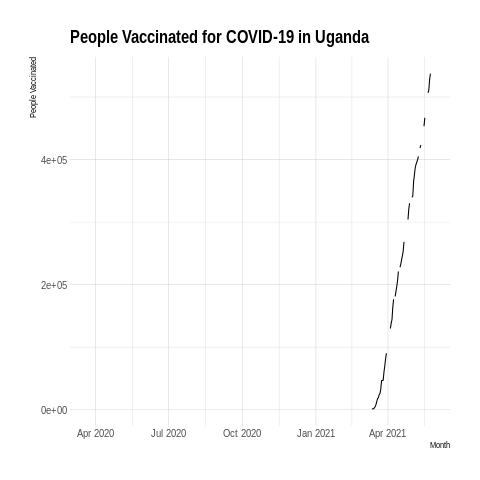 People Vaccinated for COVID-19 in Uganda
People Vaccinated
4e+05
2e+05
0e+00
Apr 2020 Jul 2020 Oct 2020 Jan 2021 Apr 2021
Month